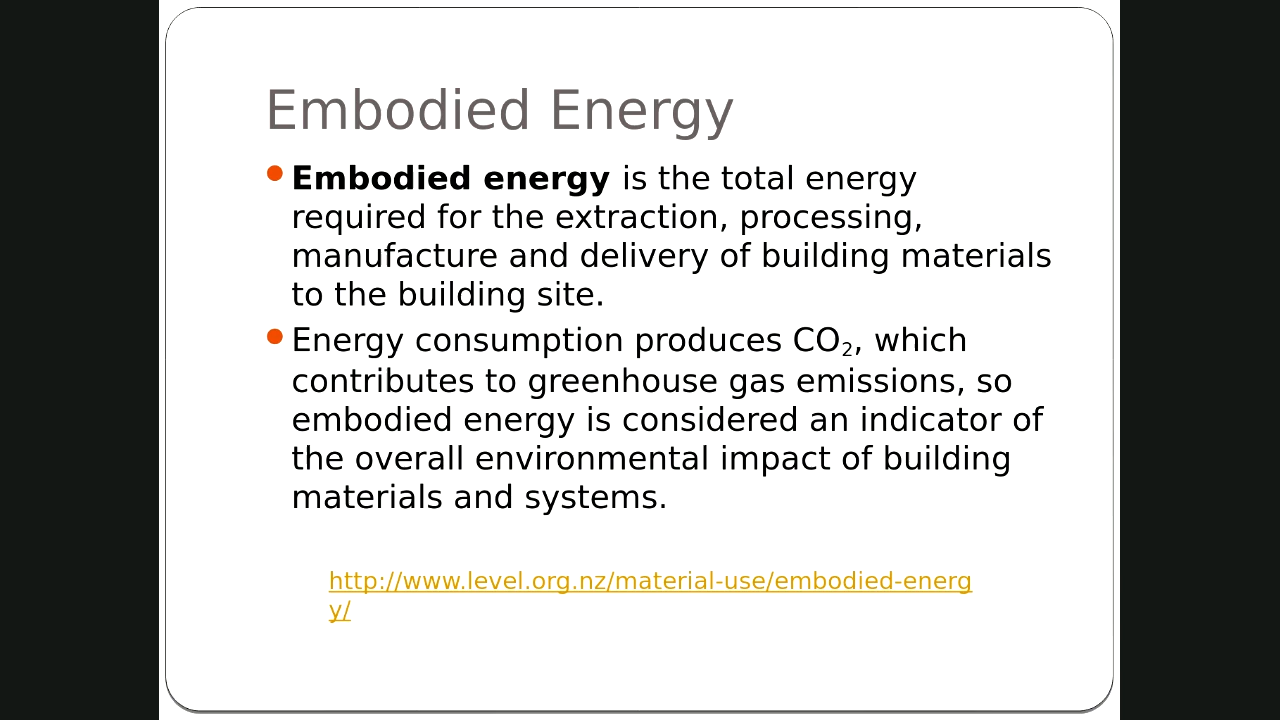 Embodied Energy
Embodied energy is the total energy
required for the extraction, processing,
manufacture and delivery of building materials
to the building site.
Energy consumption produces CO₂, which
contributes to greenhouse gas emissions, so
embodied energy is considered an indicator of
the overall environmental impact of building
materials and systems.
http://www.level.org.nz/material-use/embodied-energ
y/